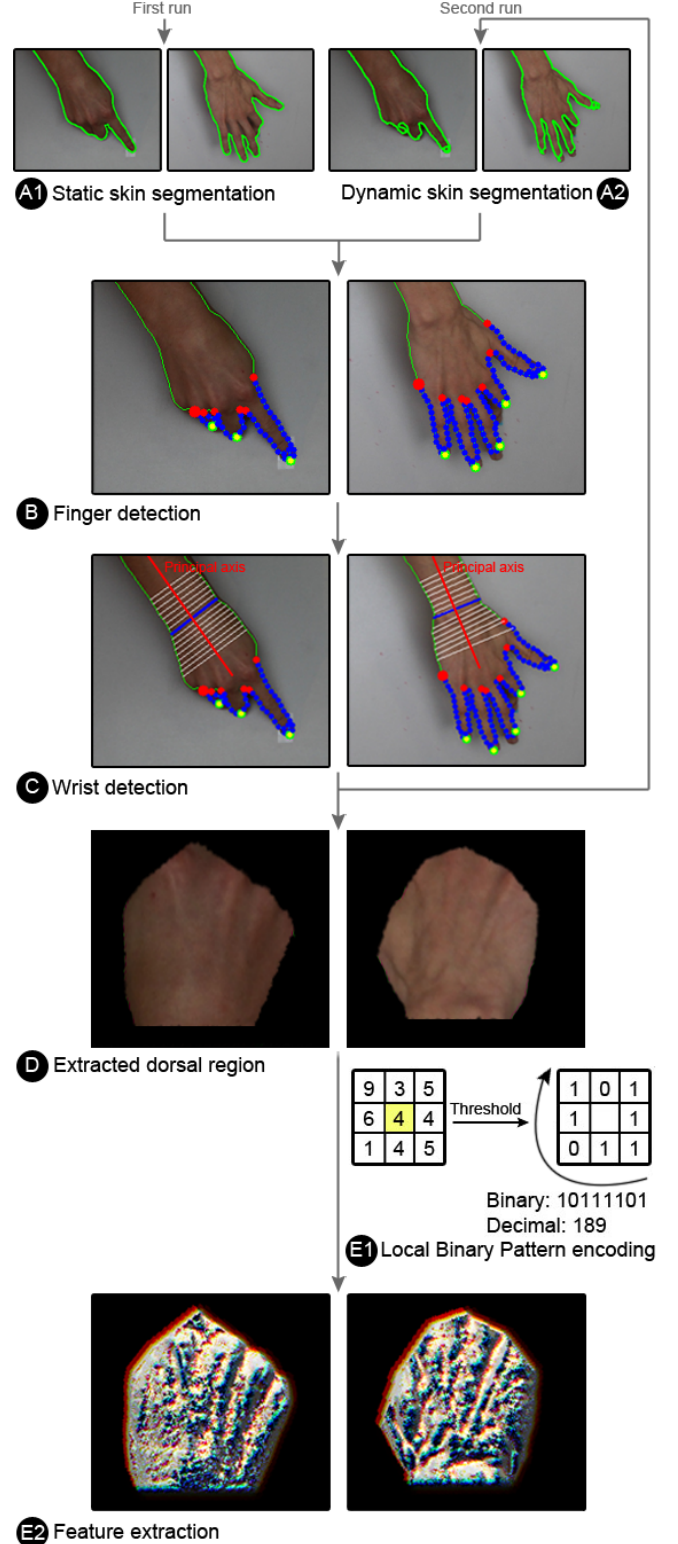 First run
Second run
A1 Static skin segmentation
Dynamic skin segmentation A2
B Finger detection
Principal axis
Principal axis
C Wrist detection
D Extracted dorsal region
9 3 5
6 4 4
1 4 5
Threshold
1 0 1
1 1
0 1 1
Binary: 10111101
Decimal: 189
E1 Local Binary Pattern encoding
E2 Feature extraction